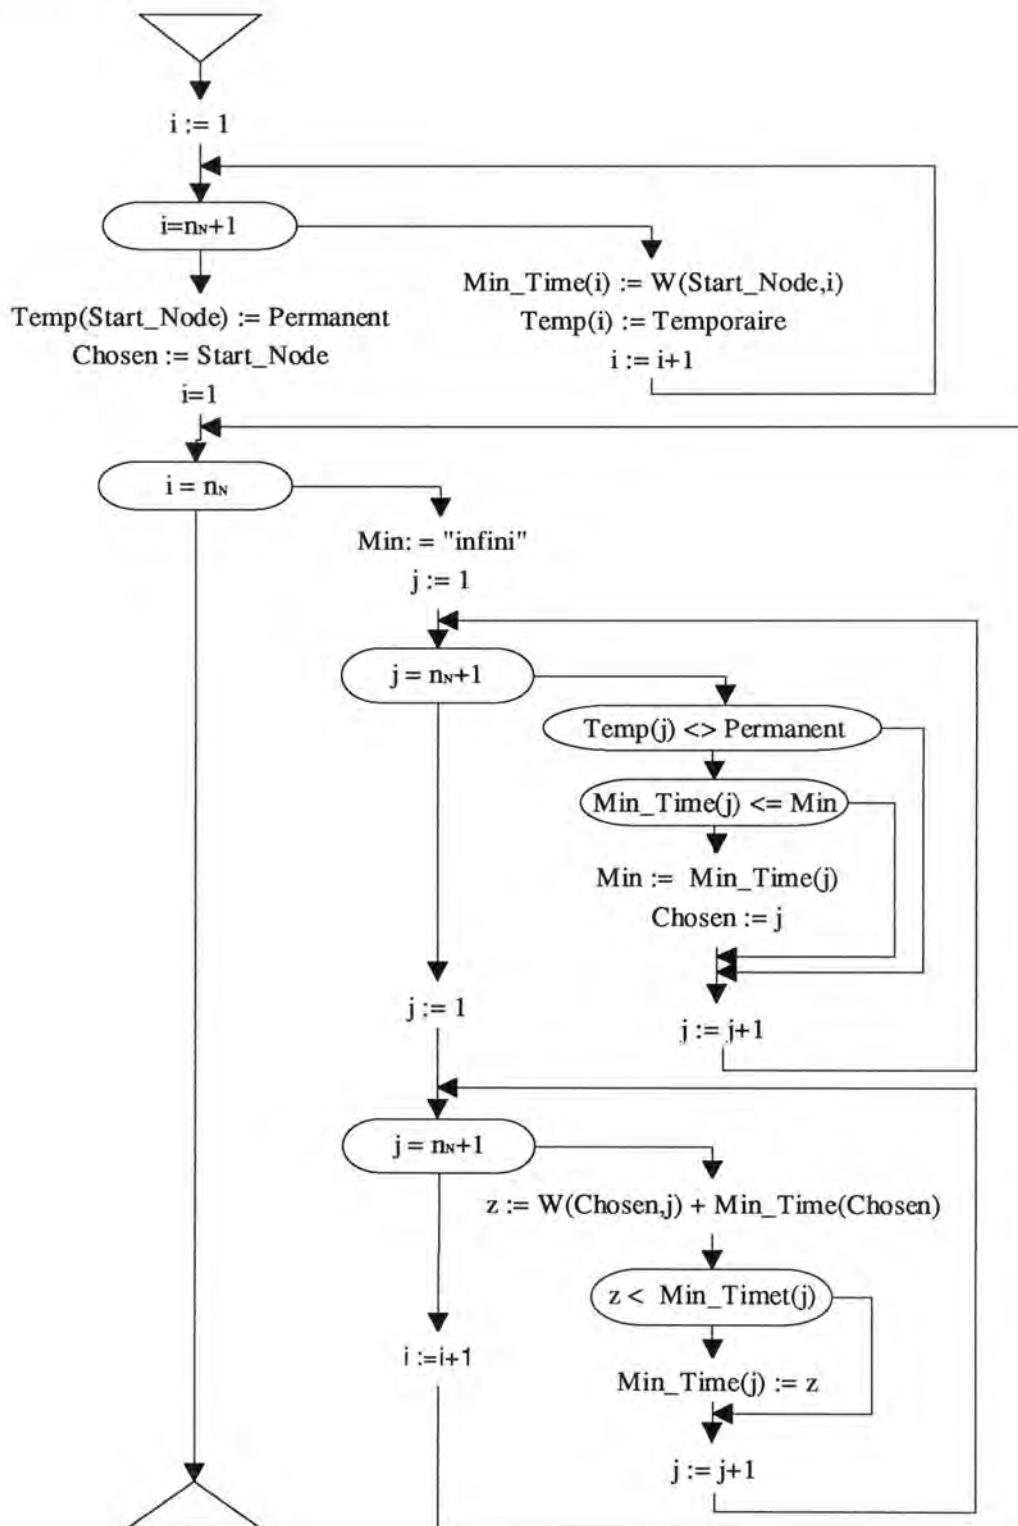 i := 1
i=nN+1
Min_Time(i) := W(Start_Node,i)
Temp(i) := Temporaire
i := i+1
Temp(Start_Node) := Permanent
Chosen := Start_Node
i=1
i = nN
Min: = "infini"
j := 1
j = nN+1
Temp(j) <> Permanent
Min_Time(j) <= Min
Min := Min_Time(j)
Chosen := j
j := j+1
j := 1
j = nN+1
z := W(Chosen,j) + Min_Time(Chosen)
z < Min_Timet(j)
Min_Time(j) := z
j := j+1
i :=i+1